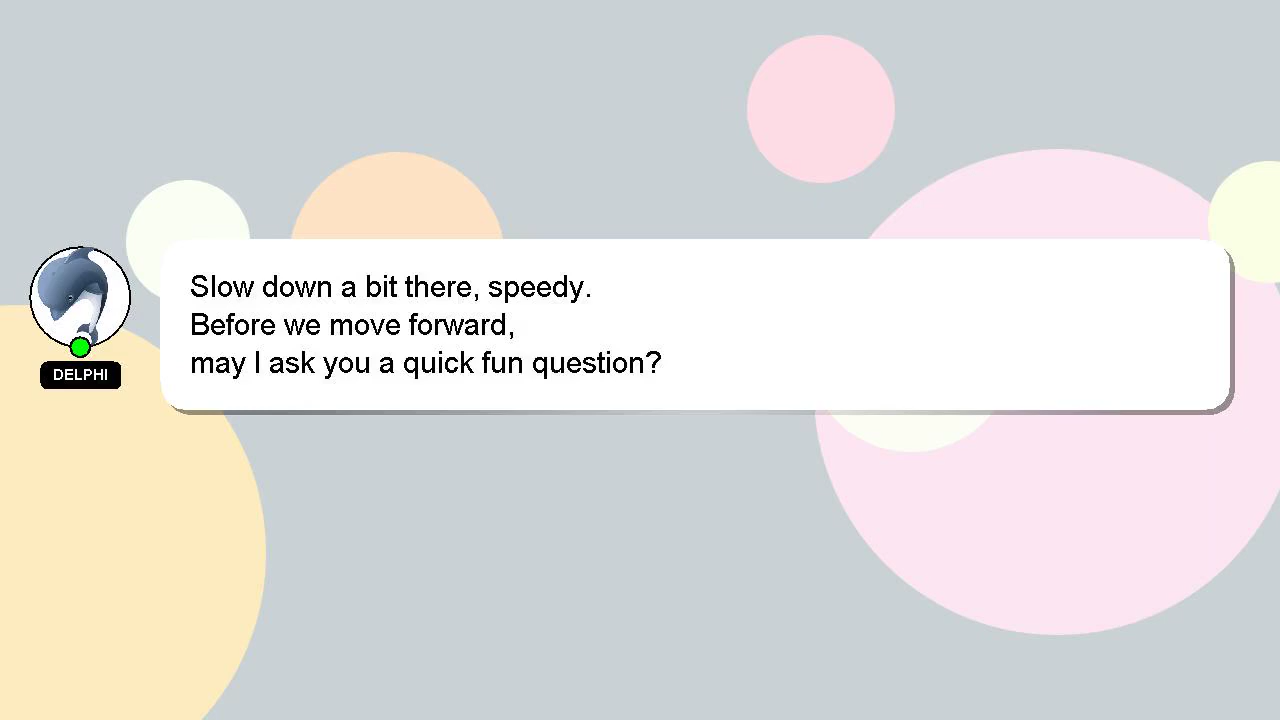 Slow down a bit there, speedy.
Before we move forward,
may I ask you a quick fun question?
DELPHI